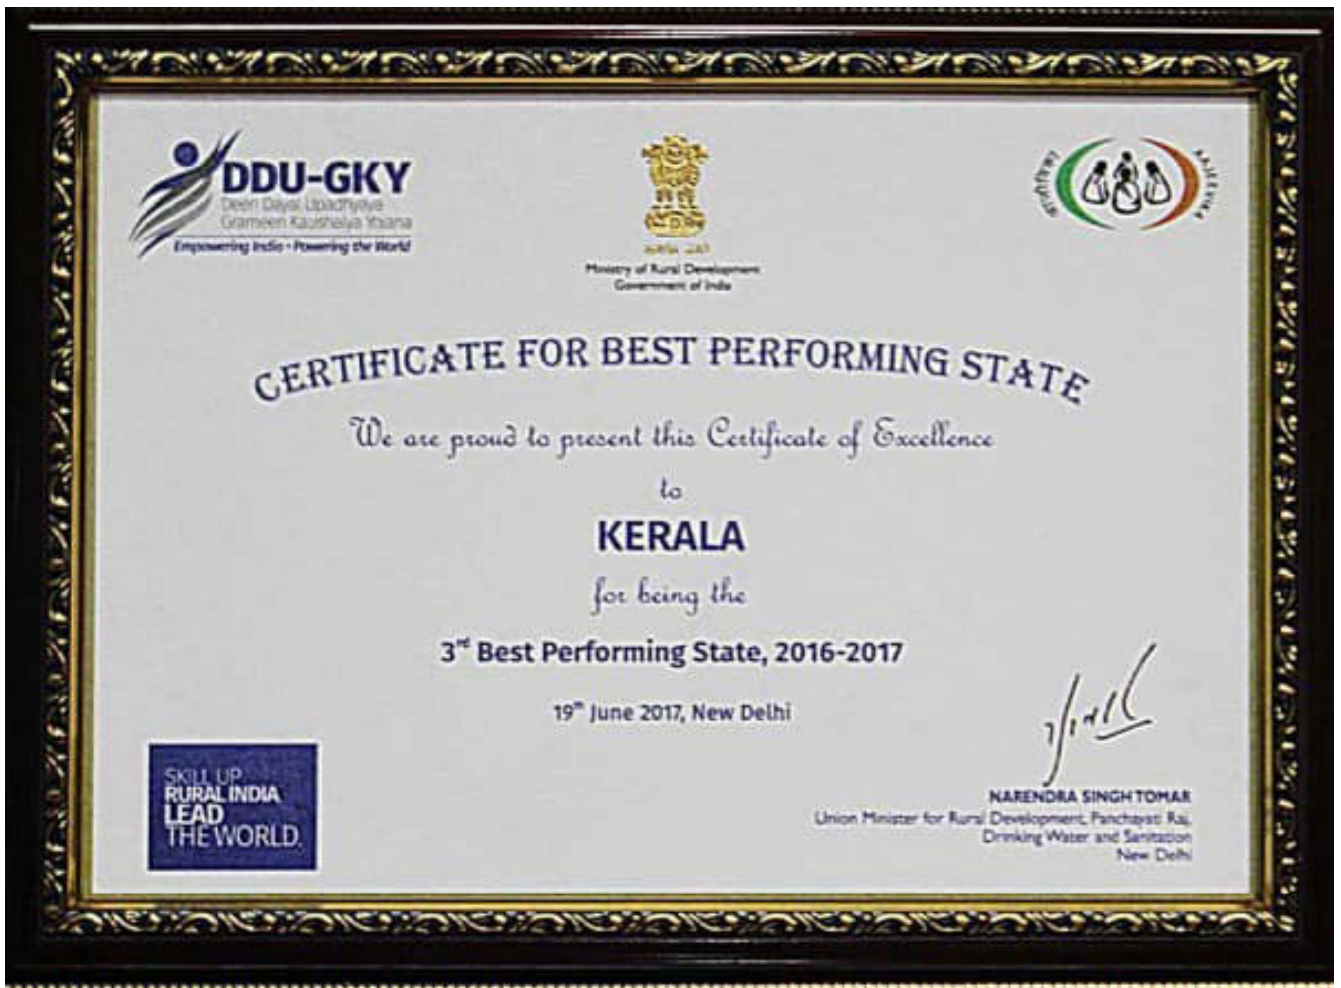 DDU-GKY
Deen Dayal Upadhyaya
Grameen Kaushalya Yojana
Empowering India - Powering the World
Ministry of Rural Development
Government of India
आजीविका
AAJEEVIKA
CERTIFICATE FOR BEST PERFORMING STATE
We are proud to present this Certificate of Excellence
to
KERALA
for being the
3rd Best Performing State, 2016-2017
19th June 2017, New Delhi
SKILL UP
RURAL INDIA
LEAD
THE WORLD.
NARENDRA SINGH TOMAR
Union Minister for Rural Development, Panchayati Raj,
Drinking Water and Sanitation
New Delhi